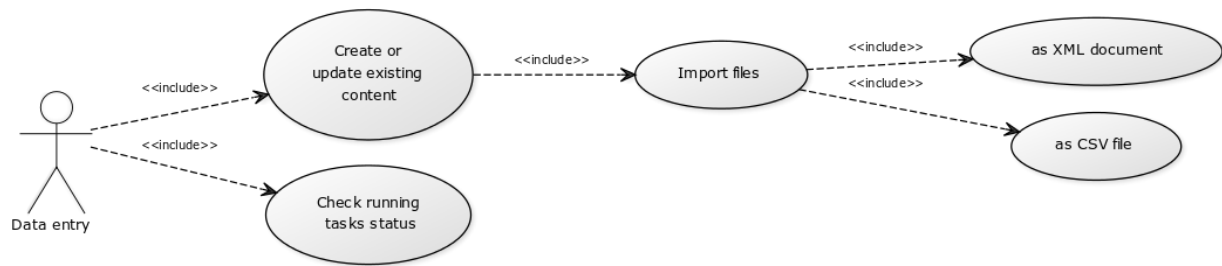 Create or
update existing
content
<<include>>
Import files
<<include>>
as XML document
<<include>>
<<include>>
as CSV file
<<include>>
Data entry
Check running
tasks status